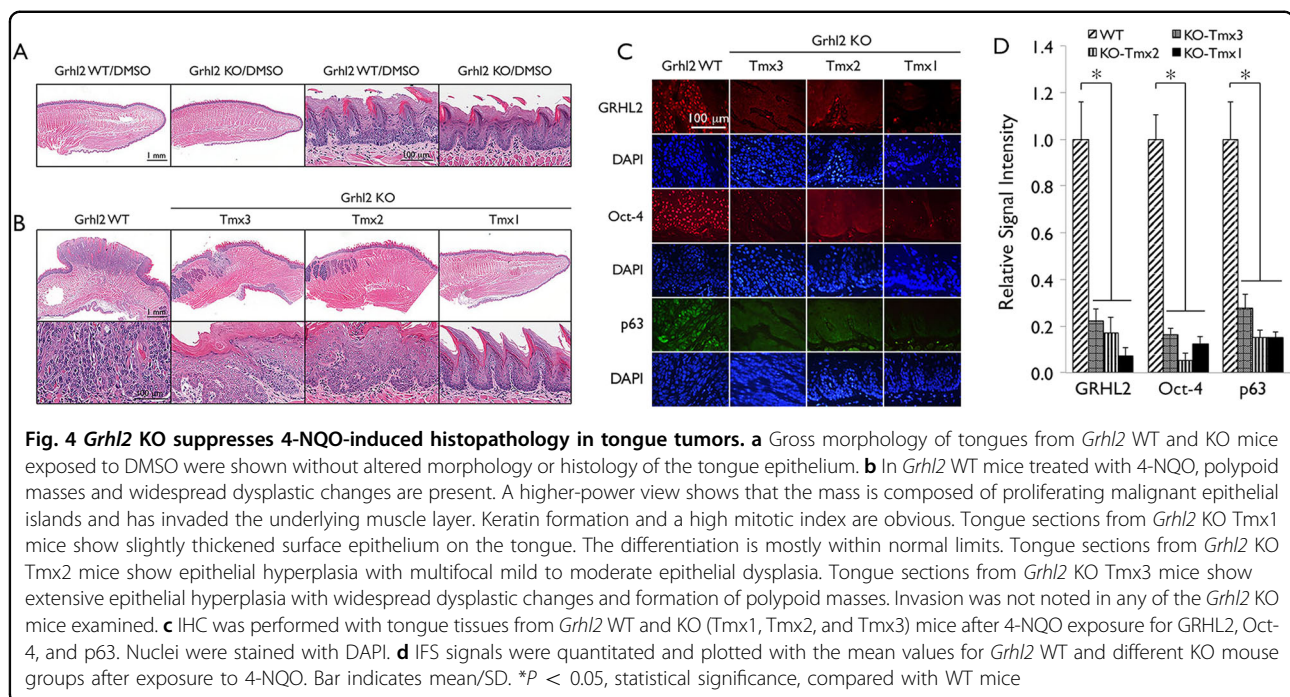 A
Grhl2 WT/DMSO Grhl2 KO/DMSO Grhl2 WT/DMSO Grhl2 KO/DMSO
1 mm 100 µm
B
Grhl2 KO
Grhl2 WT Tmx3 Tmx2 Tmx1
1 mm
C
Grhl2 KO
Grhl2 WT Tmx3 Tmx2 Tmx1
GRHL2
100 µm
DAPI
Oct-4
DAPI
p63
DAPI
D
WT KO-Tmx3
KO-Tmx2 KO-Tmx1
Relative Signal Intensity
1.4
1.2
1.0
0.8
0.6
0.4
0.2
0.0
* * *
GRHL2 Oct-4 p63
Fig. 4 Grhl2 KO suppresses 4-NQO-induced histopathology in tongue tumors. a Gross morphology of tongues from Grhl2 WT and KO mice
exposed to DMSO were shown without altered morphology or histology of the tongue epithelium. b In Grhl2 WT mice treated with 4-NQO, polypoid
masses and widespread dysplastic changes are present. A higher-power view shows that the mass is composed of proliferating malignant epithelial
islands and has invaded the underlying muscle layer. Keratin formation and a high mitotic index are obvious. Tongue sections from Grhl2 KO Tmx1
mice show slightly thickened surface epithelium on the tongue. The differentiation is mostly within normal limits. Tongue sections from Grhl2 KO
Tmx2 mice show epithelial hyperplasia with multifocal mild to moderate epithelial dysplasia. Tongue sections from Grhl2 KO Tmx3 mice show
extensive epithelial hyperplasia with widespread dysplastic changes and formation of polypoid masses. Invasion was not noted in any of the Grhl2 KO
mice examined. c IHC was performed with tongue tissues from Grhl2 WT and KO (Tmx1, Tmx2, and Tmx3) mice after 4-NQO exposure for GRHL2, Oct-
4, and p63. Nuclei were stained with DAPI. d IFS signals were quantitated and plotted with the mean values for Grhl2 WT and different KO mouse
groups after exposure to 4-NQO. Bar indicates mean/SD. *P < 0.05, statistical significance, compared with WT mice